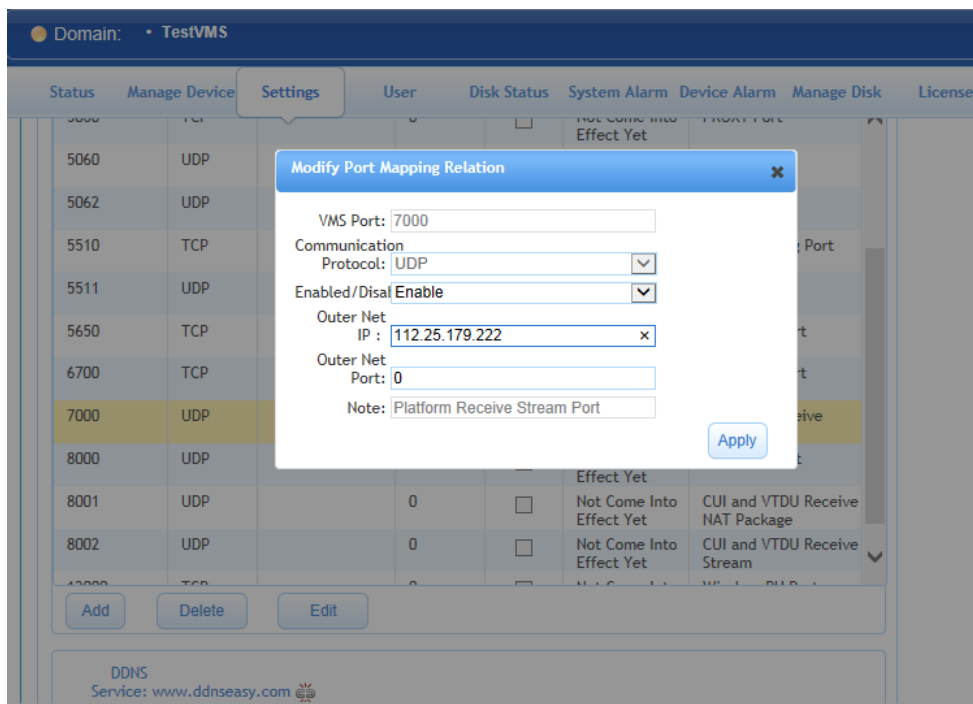 Domain: • TestVMS
Status Manage Device Settings User Disk Status System Alarm Device Alarm Manage Disk License
Effect Yet
5060 UDP
5062 UDP
5510 TCP Port
5511 UDP
5650 TCP
6700 TCP
7000 UDP
8000 UDP
Effect Yet
8001 UDP 0 Not Come Into Effect Yet CUI and VTDU Receive NAT Package
8002 UDP 0 Not Come Into Effect Yet CUI and VTDU Receive Stream
Add Delete Edit
DDNS
Service: www.ddnseasy.com
Modify Port Mapping Relation
VMS Port: 7000
Communication
Protocol: UDP
Enabled/Disal Enable
Outer Net
IP : 112.25.179.222
Outer Net
Port: 0
Note: Platform Receive Stream Port
Apply